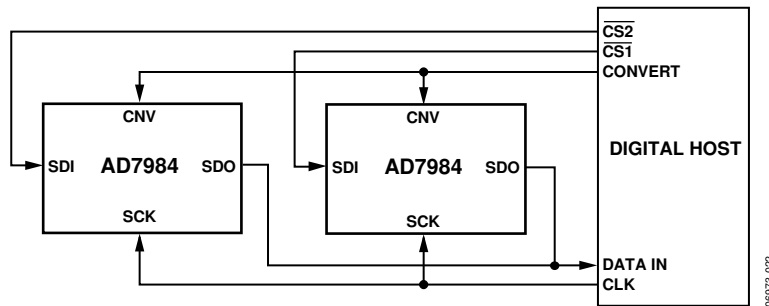 CS2
CS1
CONVERT
CNV
CNV
DIGITAL HOST
SDI AD7984 SDO
SDI AD7984 SDO
SCK
SCK
DATA IN
CLK